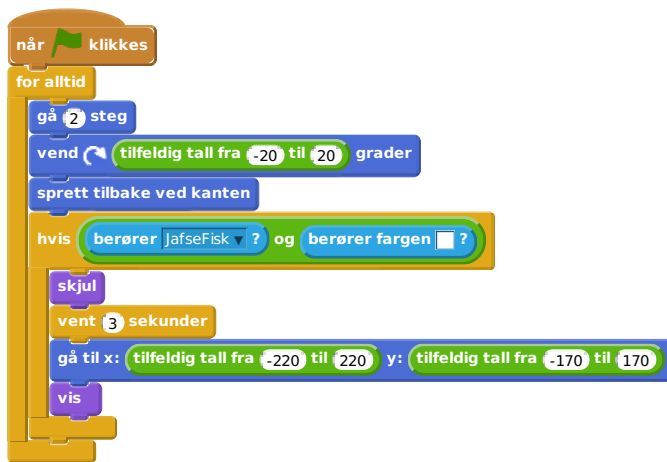 når klikkes
for alltid
gå 2 steg
vend tilfeldig tall fra -20 til 20 grader
sprett tilbake ved kanten
hvis berører JafseFisk ? og berører fargen ?
skjul
vent 3 sekunder
gå til x: tilfeldig tall fra -220 til 220 y: tilfeldig tall fra -170 til 170
vis